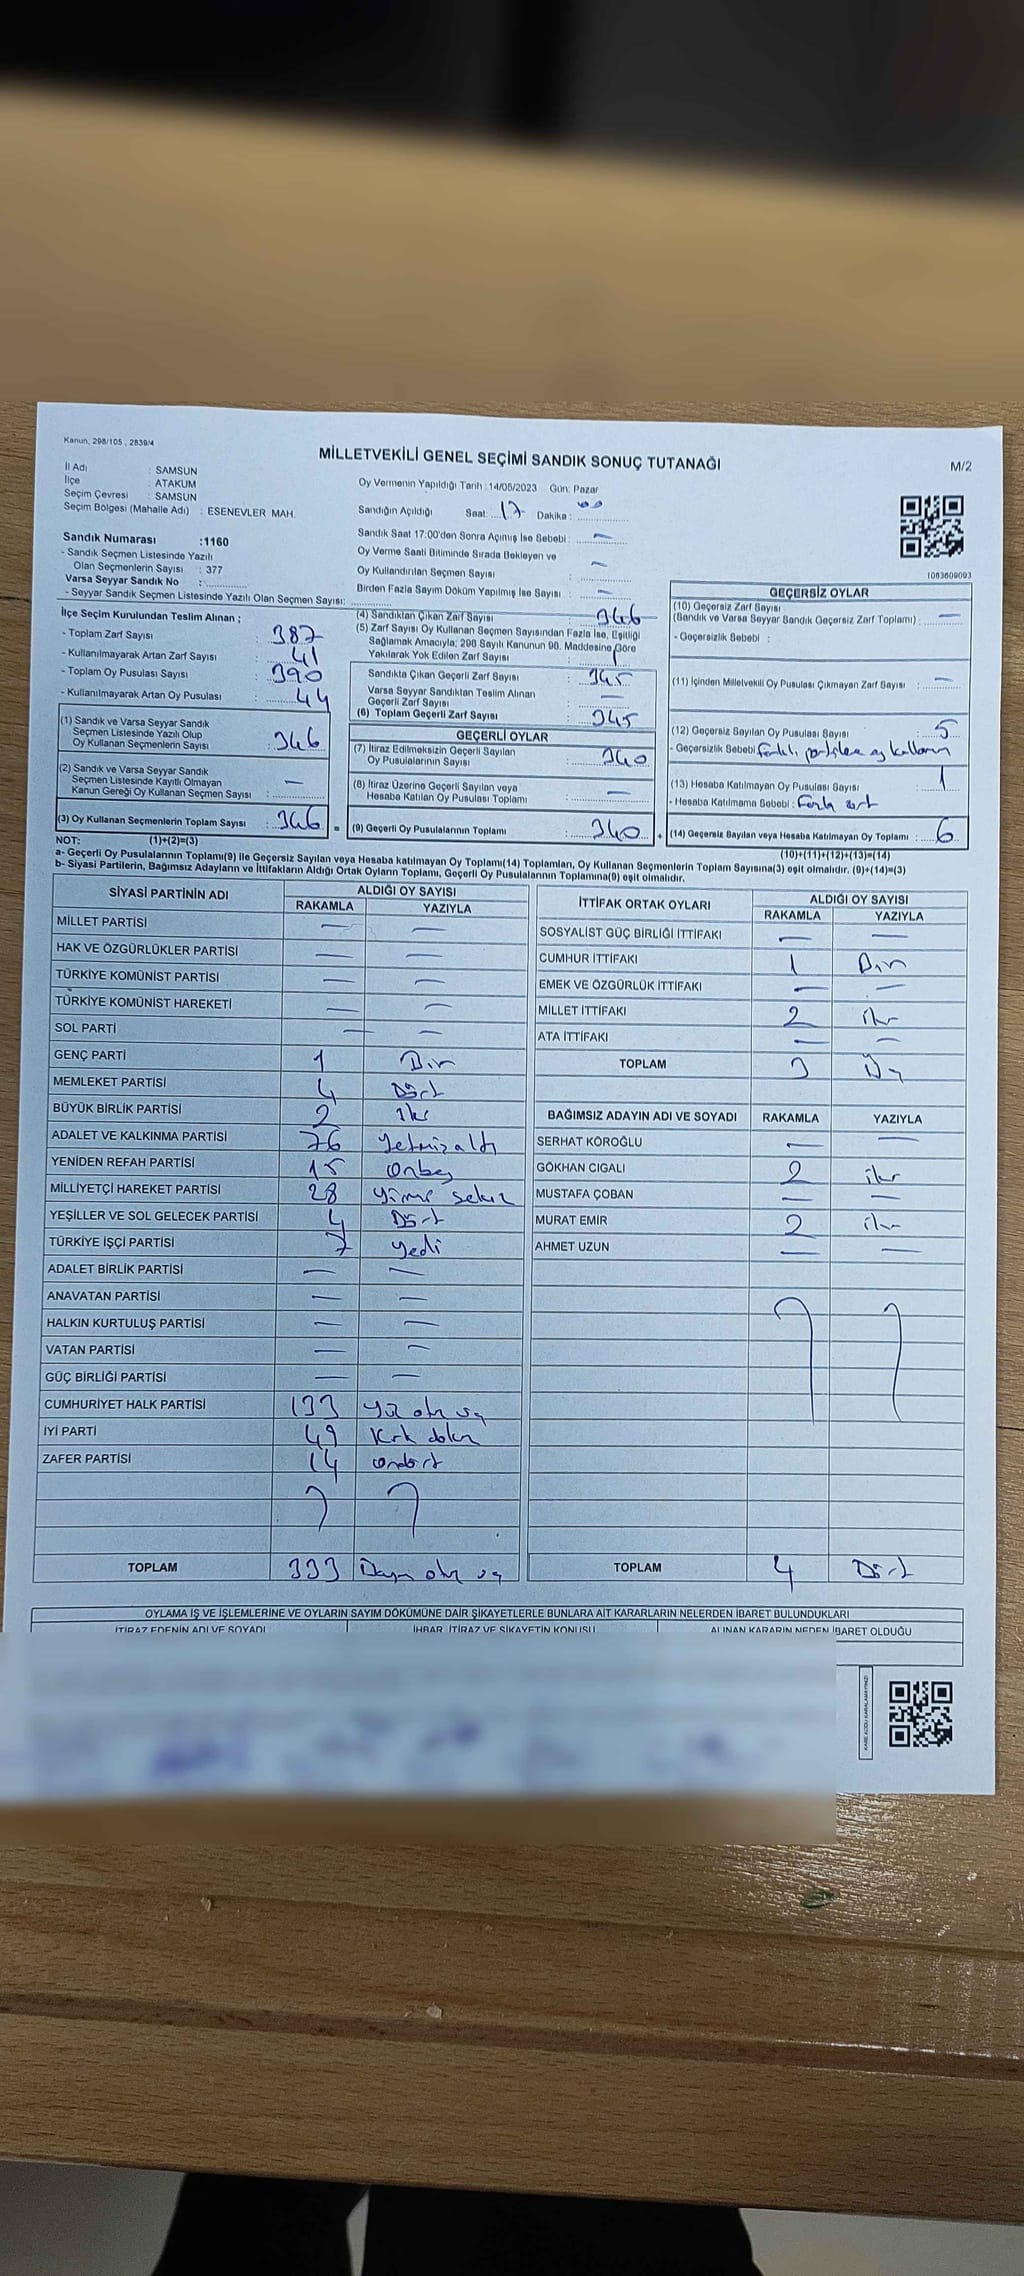 Kanun; 298/105 , 2839/4
MİLLETVEKİLİ GENEL SEÇİMİ SANDIK SONUÇ TUTANAĞI
M/2
İl Adı : SAMSUN
İlçe : ATAKUM
Seçim Çevresi : SAMSUN
Seçim Bölgesi (Mahalle Adı) : ESENEVLER MAH.
Oy Vermenin Yapıldığı Tarih :14/05/2023 Gün: Pazar
Sandığın Açıldığı Saat: 17 Dakika : 00
Sandık Numarası :1160
- Sandık Seçmen Listesinde Yazılı
Olan Seçmenlerin Sayısı : 377
Varsa Seyyar Sandık No :
- Seyyar Sandık Seçmen Listesinde Yazılı Olan Seçmen Sayısı:
Sandık Saat 17:00'den Sonra Açımış İse Sebebi : —
Oy Verme Saati Bitiminde Sırada Bekleyen ve
Oy Kullandırılan Seçmen Sayısı : —
Birden Fazla Sayım Döküm Yapılmış İse Sayısı : —
1083609093
İlçe Seçim Kurulundan Teslim Alınan ;
- Toplam Zarf Sayısı : 387
- Kullanılmayarak Artan Zarf Sayısı : 41
- Toplam Oy Pusulası Sayısı : 390
- Kullanılmayarak Artan Oy Pusulası : 44
(1) Sandık ve Varsa Seyyar Sandık
Seçmen Listesinde Yazılı Olup
Oy Kullanan Seçmenlerin Sayısı : 346
(2) Sandık ve Varsa Seyyar Sandık
Seçmen Listesinde Kayıtlı Olmayan
Kanun Gereği Oy Kullanan Seçmen Sayısı : —
(3) Oy Kullanan Seçmenlerin Toplam Sayısı : 346 =
(4) Sandıktan Çıkan Zarf Sayısı : 346
(5) Zarf Sayısı Oy Kullanan Seçmen Sayısından Fazla İse, Eşitliği
Sağlamak Amacıyla; 298 Sayılı Kanunun 98. Maddesine Göre
Yakılarak Yok Edilen Zarf Sayısı : 1
Sandıkta Çıkan Geçerli Zarf Sayısı : 345
Varsa Seyyar Sandıktan Teslim Alınan
Geçerli Zarf Sayısı : —
(6) Toplam Geçerli Zarf Sayısı : 345
GEÇERLİ OYLAR
(7) İtiraz Edilmeksizin Geçerli Sayılan
Oy Pusulalarının Sayısı : 340
(8) İtiraz Üzerine Geçerli Sayılan veya
Hesaba Katılan Oy Pusulası Toplamı : —
(9) Geçerli Oy Pusulalarının Toplamı : 340 +
GEÇERSİZ OYLAR
(10) Geçersiz Zarf Sayısı
(Sandık ve Varsa Seyyar Sandık Geçersiz Zarf Toplamı) : —
- Geçersizlik Sebebi :
(11) İçinden Milletvekili Oy Pusulası Çıkmayan Zarf Sayısı : —
(12) Geçersiz Sayılan Oy Pusulası Sayısı : 5
- Geçersizlik Sebebi Farklı partilere oy kullanım
(13) Hesaba Katılmayan Oy Pusulası Sayısı : 1
- Hesaba Katılmama Sebebi : Fazla zarf
(14) Geçersiz Sayılan veya Hesaba Katılmayan Oy Toplamı : 6
NOT: (1)+(2)=(3)
(10)+(11)+(12)+(13)=(14)
a- Geçerli Oy Pusulalarının Toplamı(9) ile Geçersiz Sayılan veya Hesaba katılmayan Oy Toplamı(14) Toplamları, Oy Kullanan Seçmenlerin Toplam Sayısına(3) eşit olmalıdır. (9)+(14)=(3)
b- Siyasi Partilerin, Bağımsız Adayların ve İttifakların Aldığı Ortak Oyların Toplamı, Geçerli Oy Pusulalarının Toplamına(9) eşit olmalıdır.
SİYASİ PARTİNİN ADI ALDIĞI OY SAYISI
RAKAMLA YAZIYLA
MİLLET PARTİSİ — —
HAK VE ÖZGÜRLÜKLER PARTİSİ — —
TÜRKİYE KOMÜNİST PARTİSİ — —
TÜRKİYE KOMÜNİST HAREKETİ — —
SOL PARTİ — —
GENÇ PARTİ 1 Bir
MEMLEKET PARTİSİ 4 Dört
BÜYÜK BİRLİK PARTİSİ 2 iki
ADALET VE KALKINMA PARTİSİ 76 Yetmiş altı
YENİDEN REFAH PARTİSİ 15 onbeş
MİLLİYETÇİ HAREKET PARTİSİ 28 Yirmi sekiz
YEŞİLLER VE SOL GELECEK PARTİSİ 4 Dört
TÜRKİYE İŞÇİ PARTİSİ 7 yedi
ADALET BİRLİK PARTİSİ — —
ANAVATAN PARTİSİ — —
HALKIN KURTULUŞ PARTİSİ — —
VATAN PARTİSİ — —
GÜÇ BİRLİĞİ PARTİSİ — —
CUMHURİYET HALK PARTİSİ 133 Yüz otuz üç
İYİ PARTİ 49 Kırk dokuz
ZAFER PARTİSİ 14 ondört
TOPLAM 333 otuz üç
İTTİFAK ORTAK OYLARI ALDIĞI OY SAYISI
RAKAMLA YAZIYLA
SOSYALİST GÜÇ BİRLİĞİ İTTİFAKI — —
CUMHUR İTTİFAKI 1 Bir
EMEK VE ÖZGÜRLÜK İTTİFAKI — —
MİLLET İTTİFAKI 2 iki
ATA İTTİFAKI — —
TOPLAM 3 Üç
BAĞIMSIZ ADAYIN ADI VE SOYADI RAKAMLA YAZIYLA
SERHAT KÖROĞLU — —
GÖKHAN CIGALI 2 iki
MUSTAFA ÇOBAN — —
MURAT EMİR 2 iki
AHMET UZUN — —
TOPLAM 4 Dört
OYLAMA İŞ VE İŞLEMLERİNE VE OYLARIN SAYIM DÖKÜMÜNE DAİR ŞİKAYETLERLE BUNLARA AİT KARARLARIN NELERDEN İBARET BULUNDUKLARI
İTİRAZ EDENİN ADI VE SOYADI İHBAR, İTİRAZ VE ŞİKAYETİN KONUSU ALINAN KARARIN NEDEN İBARET OLDUĞU